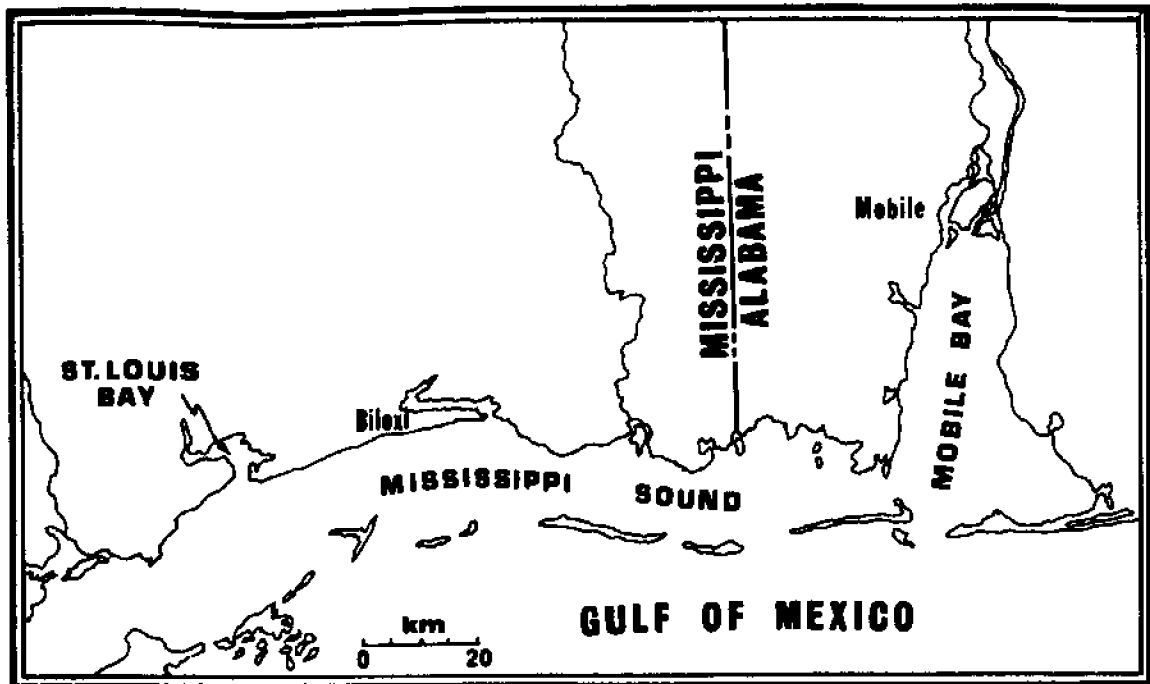 MISSISSIPPI
ALABAMA
Mobile
ST. LOUIS
BAY
Biloxi
MOBILE BAY
MISSISSIPPI SOUND
GULF OF MEXICO
km
0 20